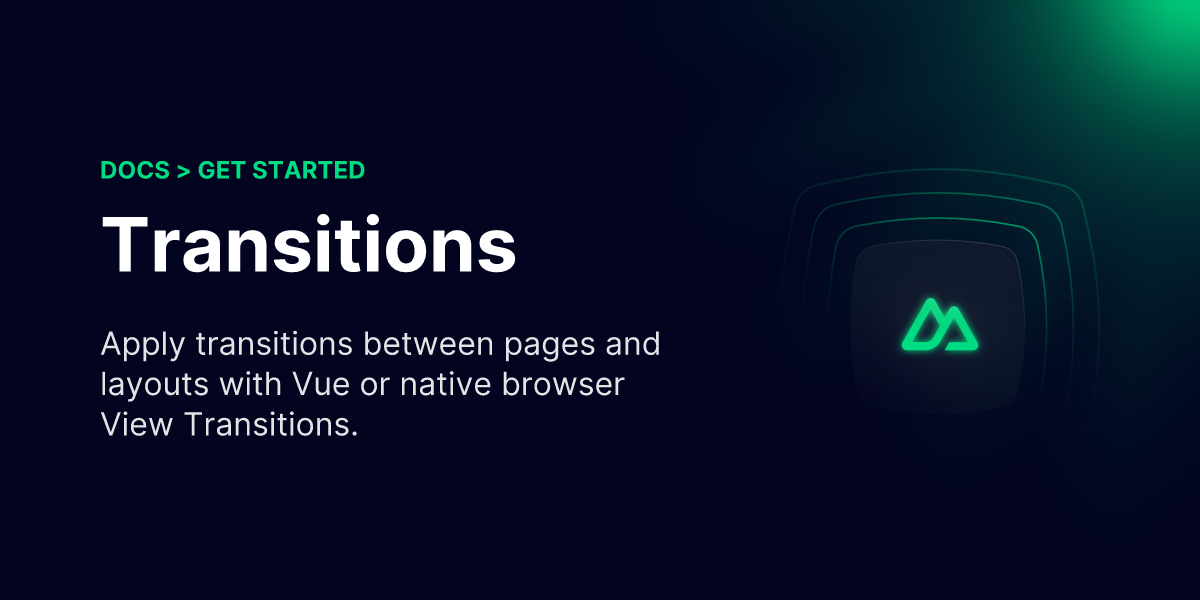 DOCS > GET STARTED
Transitions
Apply transitions between pages and
layouts with Vue or native browser
View Transitions.